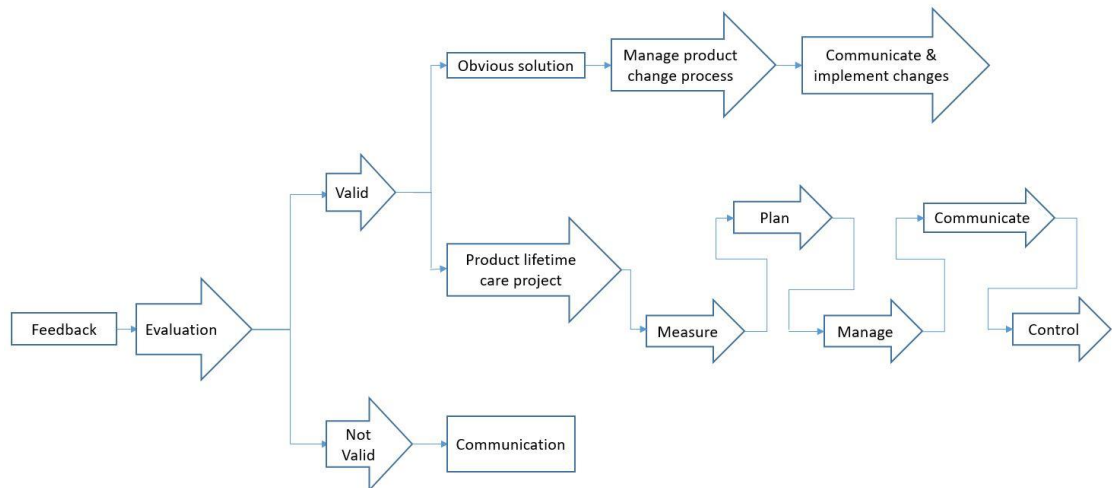 Obvious solution
Manage product
change process
Communicate &
implement changes
Valid
Plan
Communicate
Product lifetime
care project
Feedback
Evaluation
Measure
Manage
Control
Not
Valid
Communication